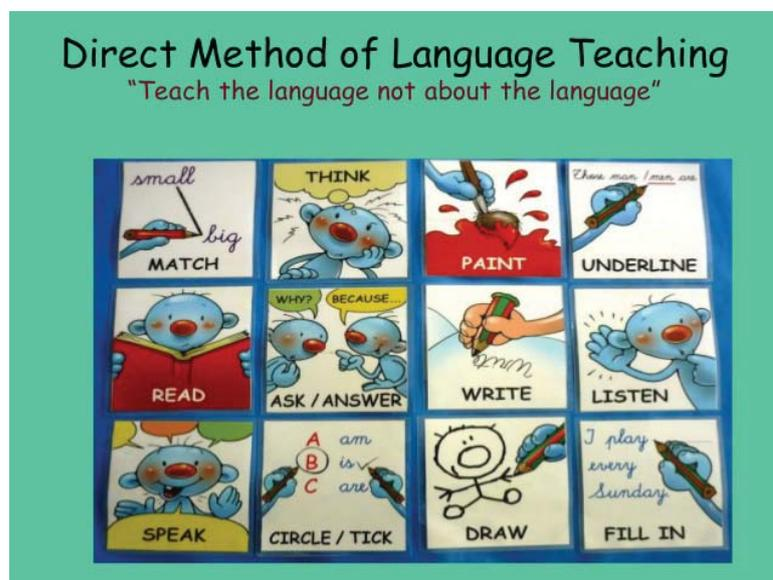 Direct Method of Language Teaching
“Teach the language not about the language”
small
big
MATCH
THINK
PAINT
These man / men are
UNDERLINE
READ
WHY?
BECAUSE...
ASK / ANSWER
Write
WRITE
LISTEN
SPEAK
A am
B is
C are
CIRCLE / TICK
DRAW
I play
every
Sunday.
FILL IN